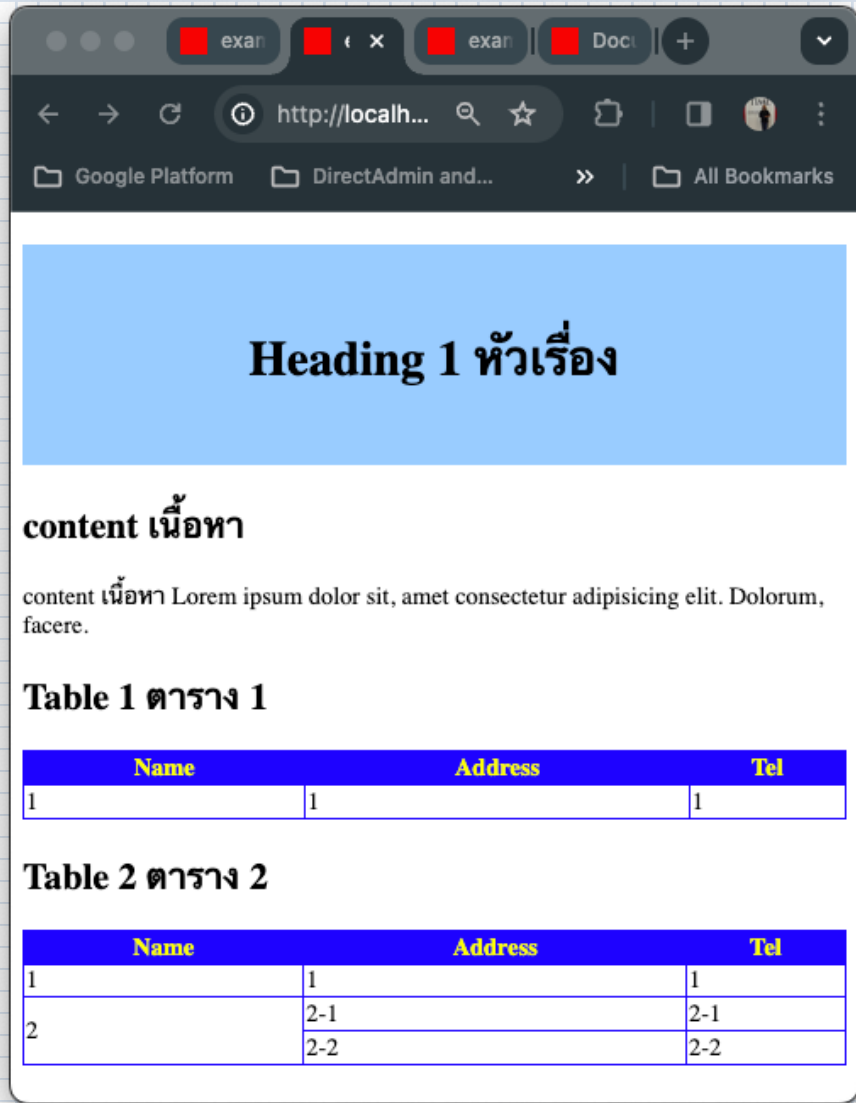 exan
exan
Docu
http://localh...
Google Platform DirectAdmin and... » All Bookmarks
Heading 1 หัวเรื่อง
content เนื้อหา
content เนื้อหา Lorem ipsum dolor sit, amet consectetur adipisicing elit. Dolorum,
facere.
Table 1 ตาราง 1
Name Address Tel
1 1 1
Table 2 ตาราง 2
Name Address Tel
1 1 1
2 2-1 2-1
2-2 2-2